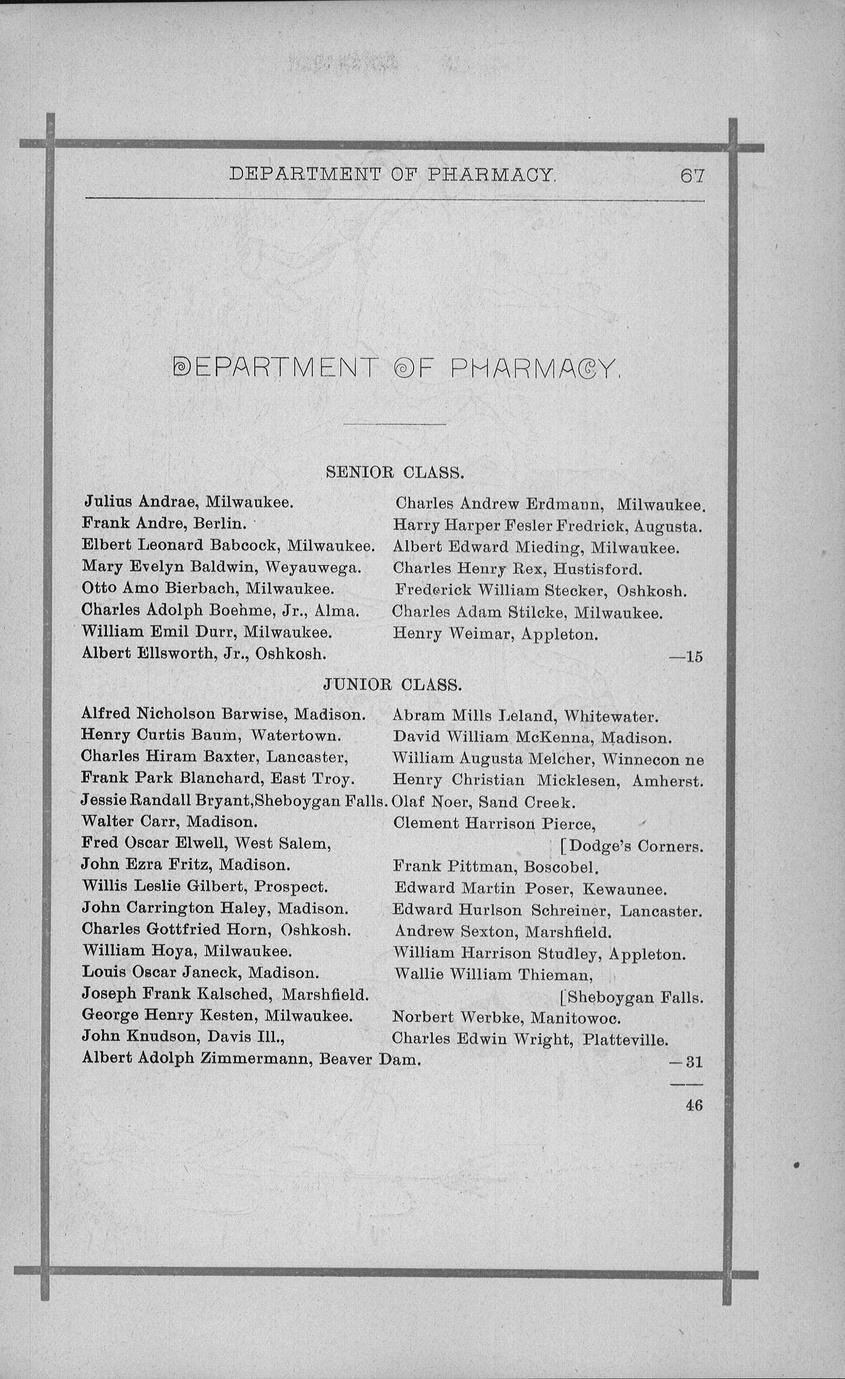 DEPARTMENT OF PHARMACY. 67
DEPARTMENT OF PHARMACY.
SENIOR CLASS.
Julius Andrae, Milwaukee.
Frank Andre, Berlin.
Elbert Leonard Babcock, Milwaukee.
Mary Evelyn Baldwin, Weyauwega.
Otto Amo Bierbach, Milwaukee.
Charles Adolph Boehme, Jr., Alma.
William Emil Durr, Milwaukee.
Albert Ellsworth, Jr., Oshkosh.
Charles Andrew Erdmann, Milwaukee.
Harry Harper Fesler Fredrick, Augusta.
Albert Edward Mieding, Milwaukee.
Charles Henry Rex, Hustisford.
Frederick William Stecker, Oshkosh.
Charles Adam Stilcke, Milwaukee.
Henry Weimar, Appleton.
—15
JUNIOR CLASS.
Alfred Nicholson Barwise, Madison.
Henry Curtis Baum, Watertown.
Charles Hiram Baxter, Lancaster,
Frank Park Blanchard, East Troy.
Jessie Randall Bryant,Sheboygan Falls.
Walter Carr, Madison.
Fred Oscar Elwell, West Salem,
John Ezra Fritz, Madison.
Willis Leslie Gilbert, Prospect.
John Carrington Haley, Madison.
Charles Gottfried Horn, Oshkosh.
William Hoya, Milwaukee.
Louis Oscar Janeck, Madison.
Joseph Frank Kalsched, Marshfield.
George Henry Kesten, Milwaukee.
John Knudson, Davis Ill.,
Albert Adolph Zimmermann, Beaver Dam.
Abram Mills Leland, Whitewater.
David William McKenna, Madison.
William Augusta Melcher, Winnecon ne
Henry Christian Micklesen, Amherst.
Olaf Noer, Sand Creek.
Clement Harrison Pierce,
[Dodge's Corners.
Frank Pittman, Boscobel.
Edward Martin Poser, Kewaunee.
Edward Hurlson Schreiner, Lancaster.
Andrew Sexton, Marshfield.
William Harrison Studley, Appleton.
Wallie William Thieman,
[Sheboygan Falls.
Norbert Werbke, Manitowoc.
Charles Edwin Wright, Platteville.
—31
46